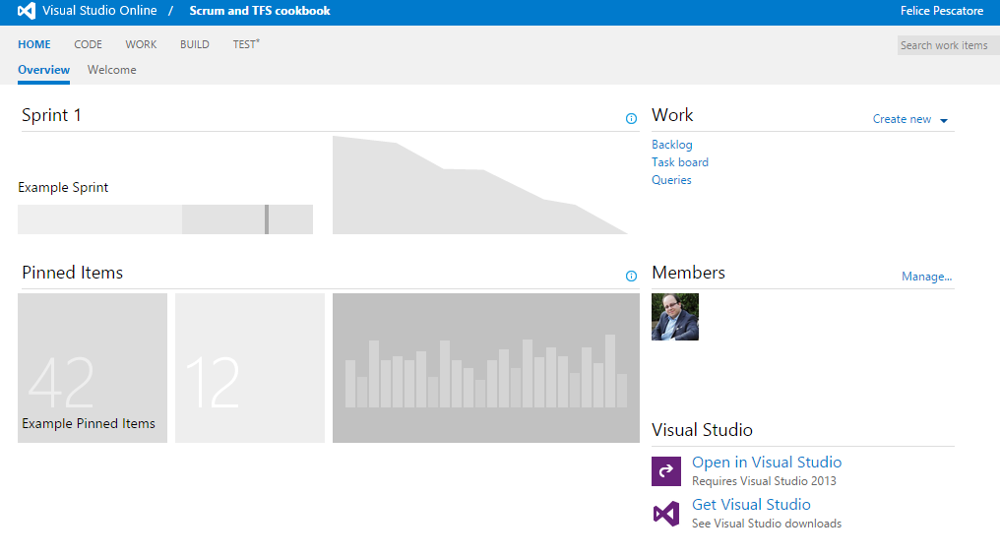 Visual Studio Online / Scrum and TFS cookbook Felice Pescatore
HOME CODE WORK BUILD TEST* Search work items
Overview Welcome
Sprint 1
Example Sprint
Work Create new
Backlog
Task board
Queries
Pinned Items
42
Example Pinned Items
12
Members Manage...
Visual Studio
Open in Visual Studio
Requires Visual Studio 2013
Get Visual Studio
See Visual Studio downloads